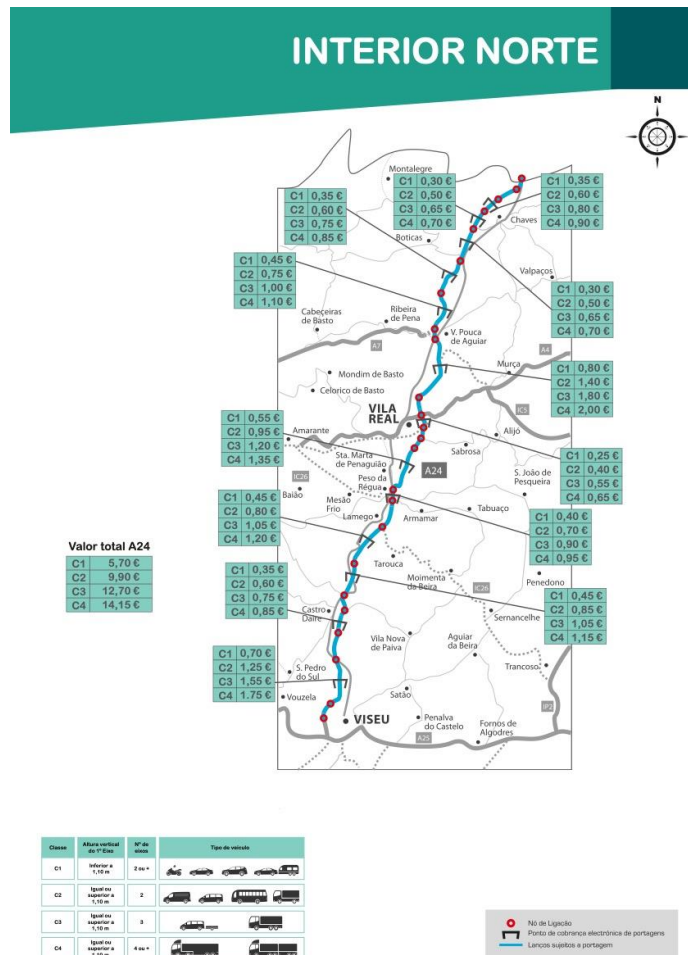 INTERIOR NORTE
N
Montalegre
C1 0,30 €
C2 0,50 €
C3 0,65 €
C4 0,70 €
C1 0,35 €
C2 0,60 €
C3 0,80 €
C4 0,90 €
C1 0,35 €
C2 0,60 €
C3 0,75 €
C4 0,85 €
Chaves
Boticas
C1 0,45 €
C2 0,75 €
C3 1,00 €
C4 1,10 €
Valpaços
C1 0,30 €
C2 0,50 €
C3 0,65 €
C4 0,70 €
Cabeçeiras
de Basto
Ribeira
de Pena
V. Pouca
de Aguiar
A7
A4
Murça
C1 0,80 €
C2 1,40 €
C3 1,80 €
C4 2,00 €
Mondim de Basto
Celorico de Basto
VILA
REAL
IC5
C1 0,55 €
C2 0,95 €
C3 1,20 €
C4 1,35 €
Amarante
Alijó
Sabrosa
C1 0,25 €
C2 0,40 €
C3 0,55 €
C4 0,65 €
Sta. Marta
de Penaguião
A24
IC26
Peso da
Régua
S. João de
Pesqueira
Baião
Mesão
Frio
Lamego
Armamar
Tabuaço
C1 0,45 €
C2 0,80 €
C3 1,05 €
C4 1,20 €
C1 0,40 €
C2 0,70 €
C3 0,90 €
C4 0,95 €
Valor total A24
C1 5,70 €
C2 9,90 €
C3 12,70 €
C4 14,15 €
Tarouca
Moimenta
da Beira
Penedono
IC26
C1 0,35 €
C2 0,60 €
C3 0,75 €
C4 0,85 €
C1 0,45 €
C2 0,85 €
C3 1,05 €
C4 1,15 €
Castro
Daire
Sernancelhe
Vila Nova
de Paiva
Aguiar
da Beira
C1 0,70 €
C2 1,25 €
C3 1,55 €
C4 1.75 €
S. Pedro
do Sul
Trancoso
Vouzela
Satão
IP2
VISEU
Penalva
do Castelo
Fornos de
Algodres
A25
Classe
Altura vertical
do 1º Eixo
Nº de
eixos
Tipo de veículo
C1
Inferior a
1,10 m
2 ou +
C2
Igual ou
superior a
1,10 m
2
C3
Igual ou
superior a
1,10 m
3
C4
Igual ou
superior a
1,10 m
4 ou +
Nó de Ligação
Ponto de cobrança electrónica de portagens
Lanços sujeitos a portagem